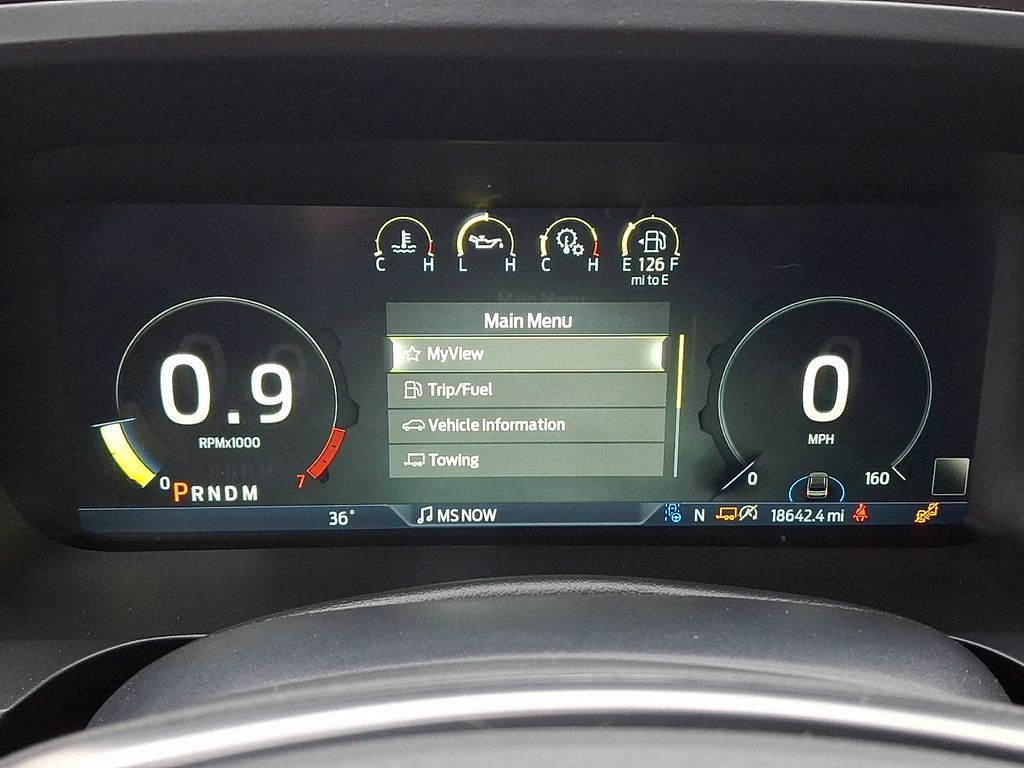 C H L H C H E 126 F
mi to E
Main Menu
MyView
Trip/Fuel
Vehicle Information
Towing
0.9
RPMx1000
0 7
PRNDM
0
MPH
0 160
36° MS NOW N 18642.4 mi